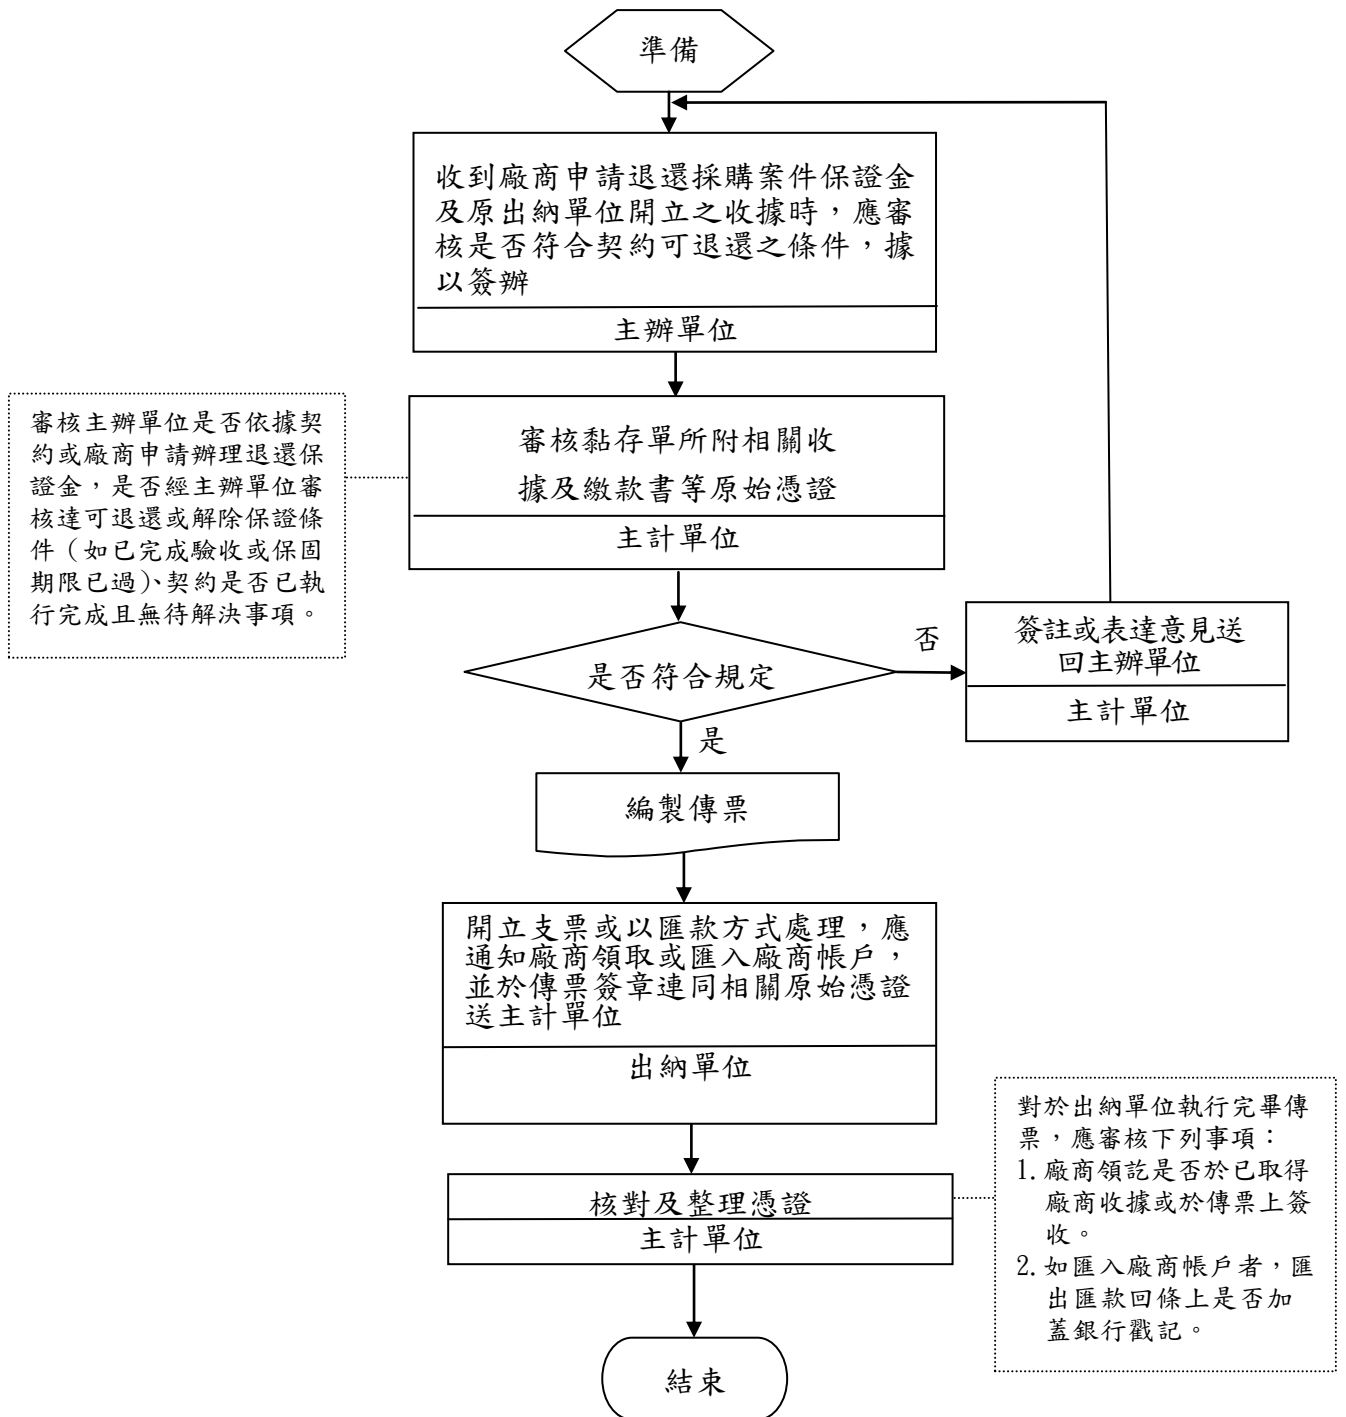 準備
收到廠商申請退還採購案件保證金
及原出納單位開立之收據時，應審
核是否符合契約可退還之條件，據
以簽辦
主辦單位
審核主辦單位是否依據契
約或廠商申請辦理退還保
證金，是否經主辦單位審
核達可退還或解除保證條
件（如已完成驗收或保固
期限已過）、契約是否已執
行完成且無待解決事項。
審核黏存單所附相關收
據及繳款書等原始憑證
主計單位
是否符合規定
否
簽註或表達意見送
回主辦單位
主計單位
是
編製傳票
開立支票或以匯款方式處理，應
通知廠商領取或匯入廠商帳戶，
並於傳票簽章連同相關原始憑證
送主計單位
出納單位
核對及整理憑證
主計單位
對於出納單位執行完畢傳
票，應審核下列事項：
1.廠商領訖是否於已取得
廠商收據或於傳票上簽
收。
2.如匯入廠商帳戶者，匯
出匯款回條上是否加
蓋銀行戳記。
結束